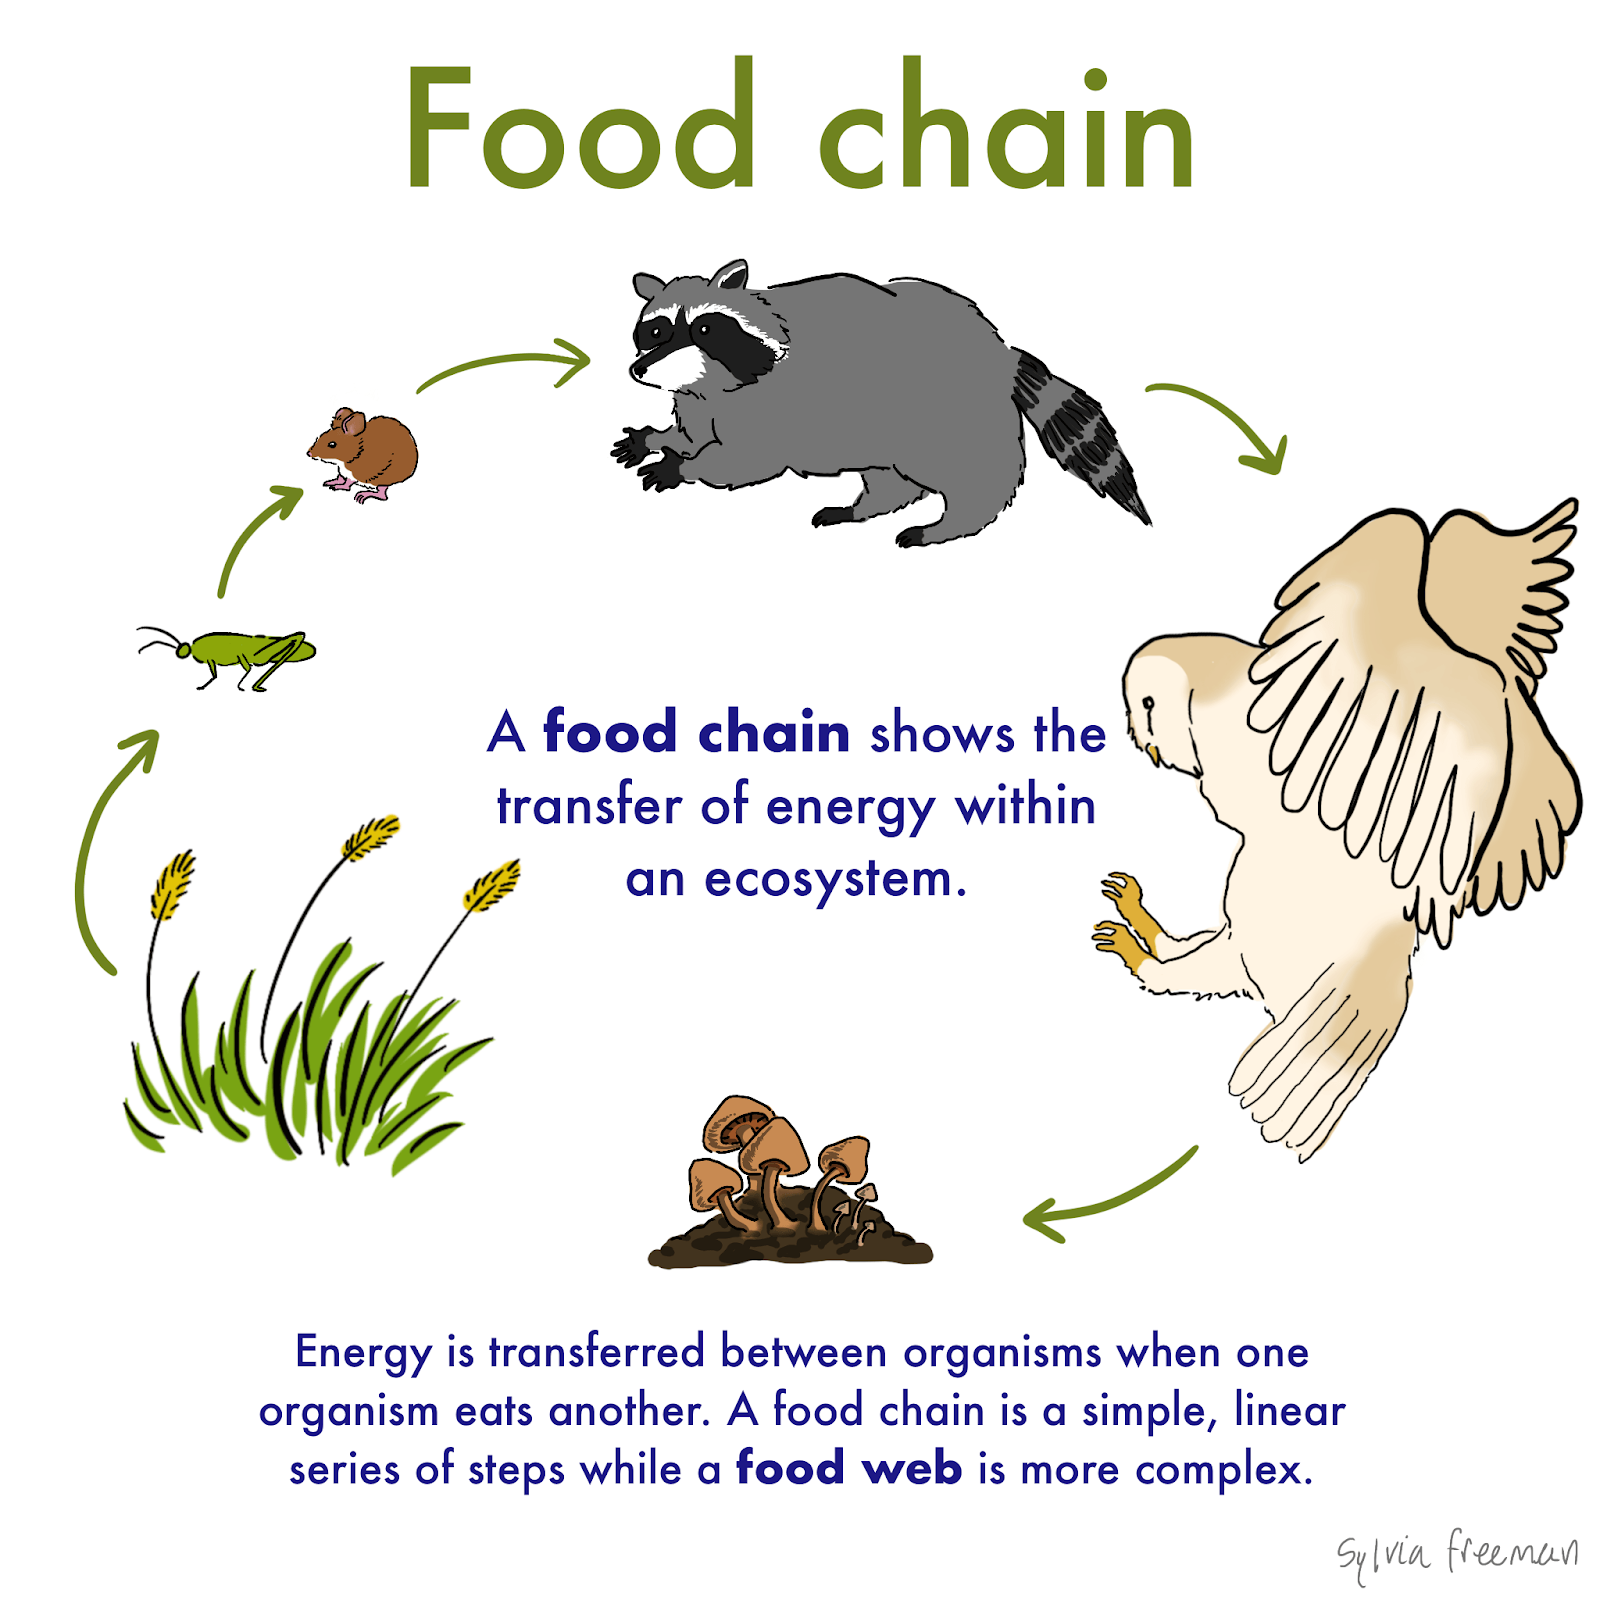 Food chain
A food chain shows the
transfer of energy within
an ecosystem.
Energy is transferred between organisms when one
organism eats another. A food chain is a simple, linear
series of steps while a food web is more complex.
Sylvia Freeman